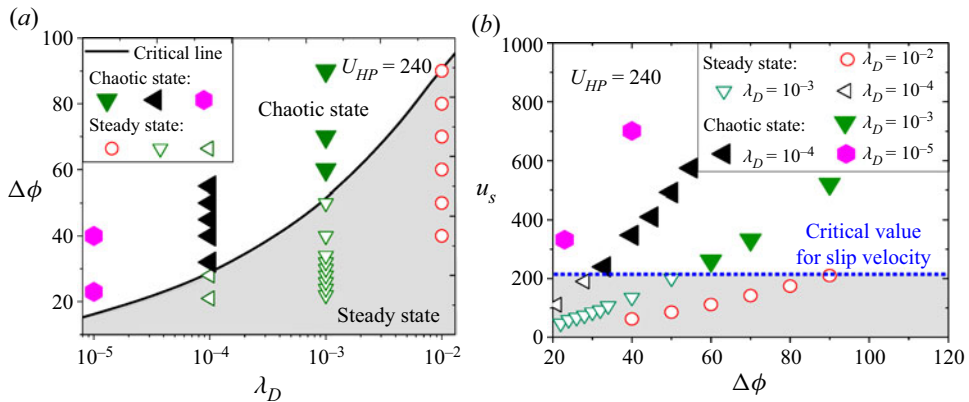 (a)
100
80
60
40
20
Δϕ
Critical line
Chaotic state:
Steady state:
U_HP = 240
Chaotic state
Steady state
10⁻⁵ 10⁻⁴ 10⁻³ 10⁻²
λ_D
(b)
1000
800
600
400
200
0
u_s
U_HP = 240
Steady state:
λ_D = 10⁻³
Chaotic state:
λ_D = 10⁻⁴
λ_D = 10⁻²
λ_D = 10⁻⁴
λ_D = 10⁻³
λ_D = 10⁻⁵
Critical value
for slip velocity
20 40 60 80 100 120
Δϕ